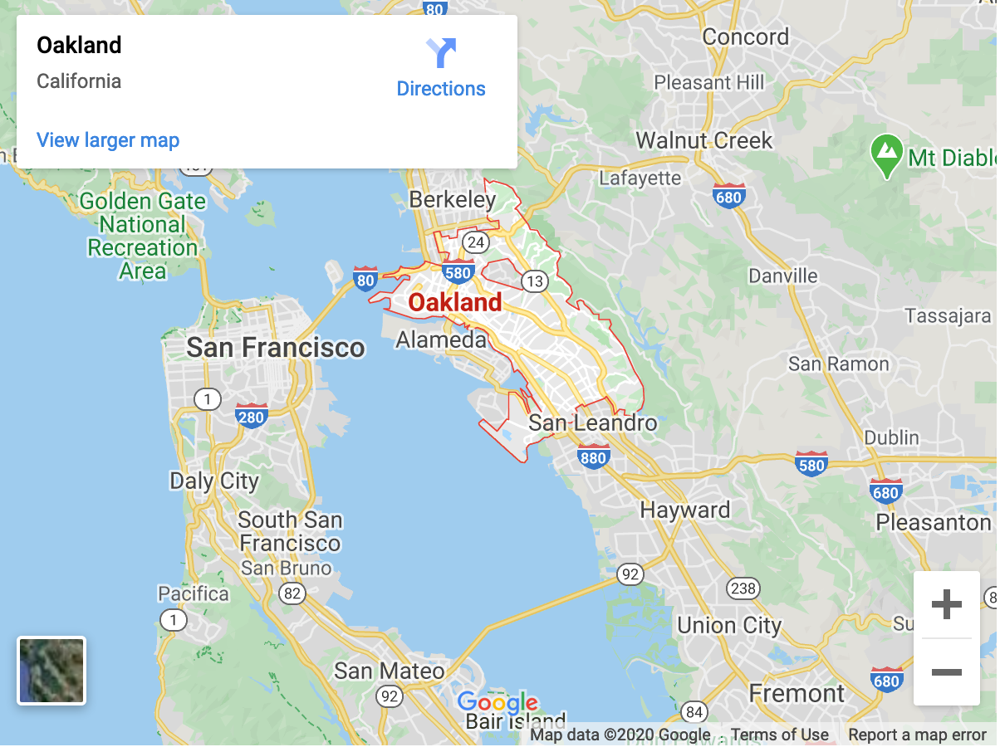 80
Oakland
California
Directions
View larger map
Concord
Pleasant Hill
Walnut Creek
Lafayette
Mt Diabl
680
Golden Gate
National
Recreation
Area
Berkeley
24
80
580
13
Danville
Oakland
Tassajara
San Francisco
Alameda
San Ramon
1
280
San Leandro
Dublin
880
580
Daly City
680
Hayward
South San
Francisco
Pleasanton
San Bruno
92
238
Pacifica
82
1
Union City
Su
San Mateo
680
92
Fremont
Google
84
Bair island
Map data ©2020 Google
Terms of Use
Report a map error